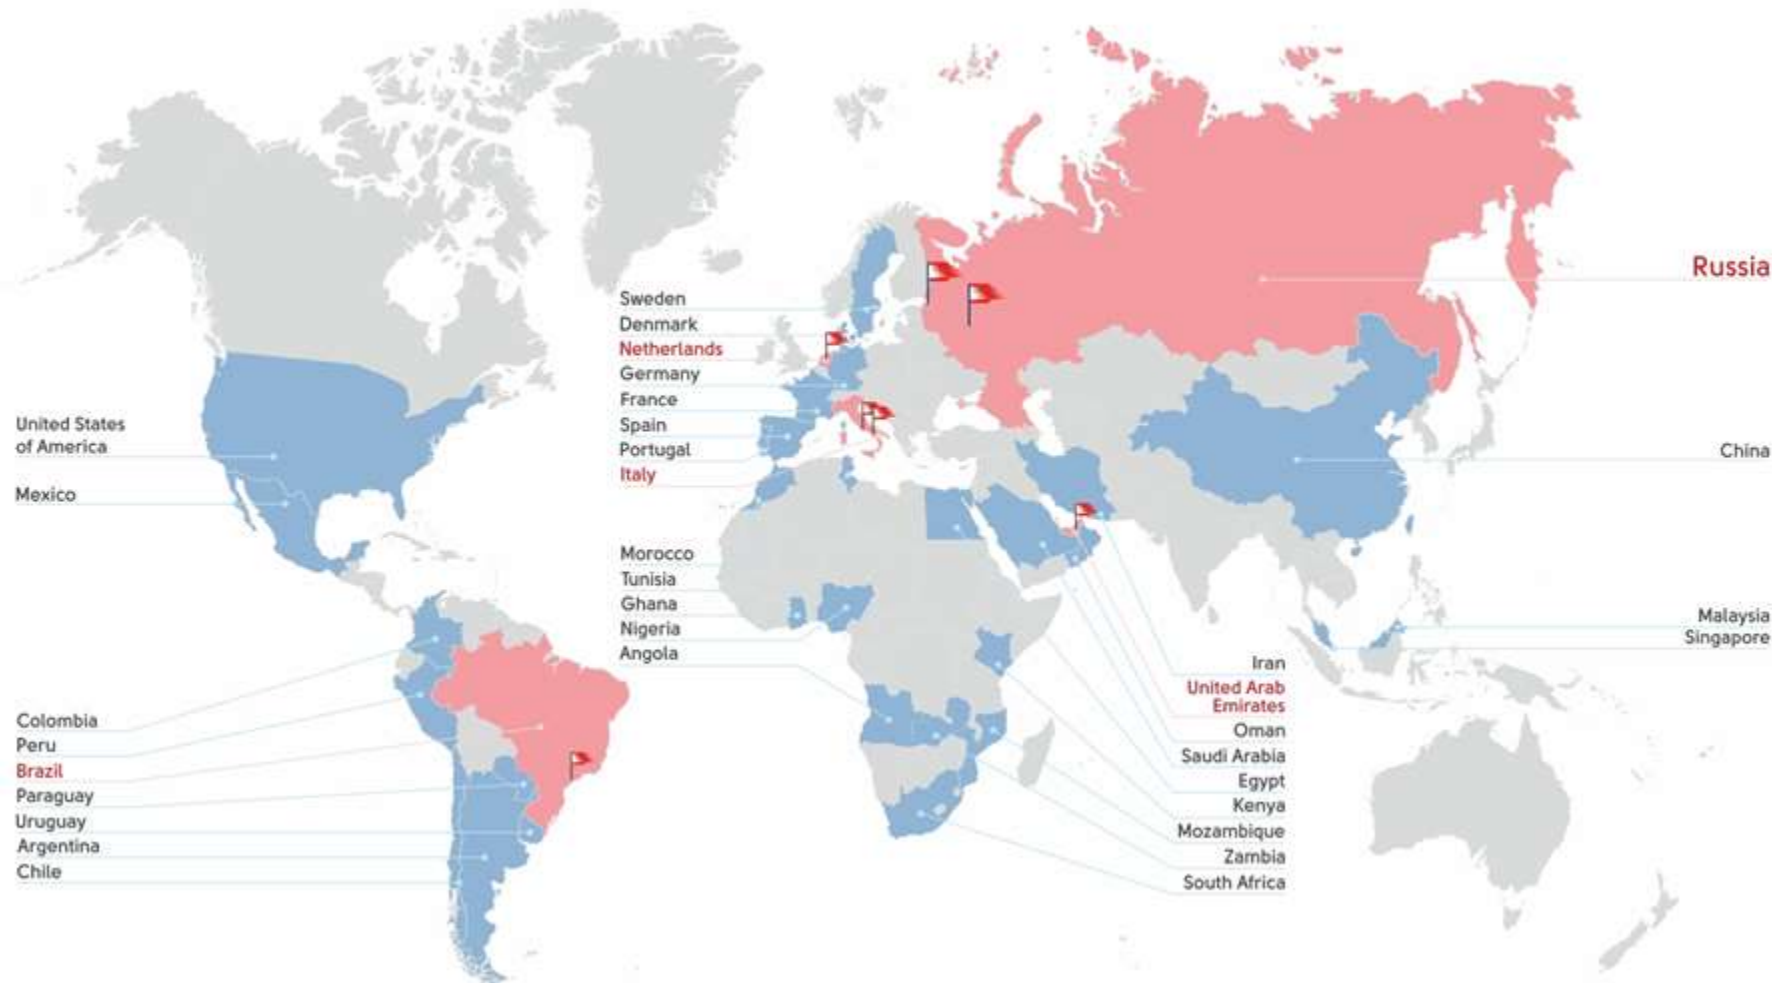 United States
of America
Mexico
Colombia
Peru
Brazil
Paraguay
Uruguay
Argentina
Chile
Sweden
Denmark
Netherlands
Germany
France
Spain
Portugal
Italy
Morocco
Tunisia
Ghana
Nigeria
Angola
Iran
United Arab
Emirates
Oman
Saudi Arabia
Egypt
Kenya
Mozambique
Zambia
South Africa
Russia
China
Malaysia
Singapore